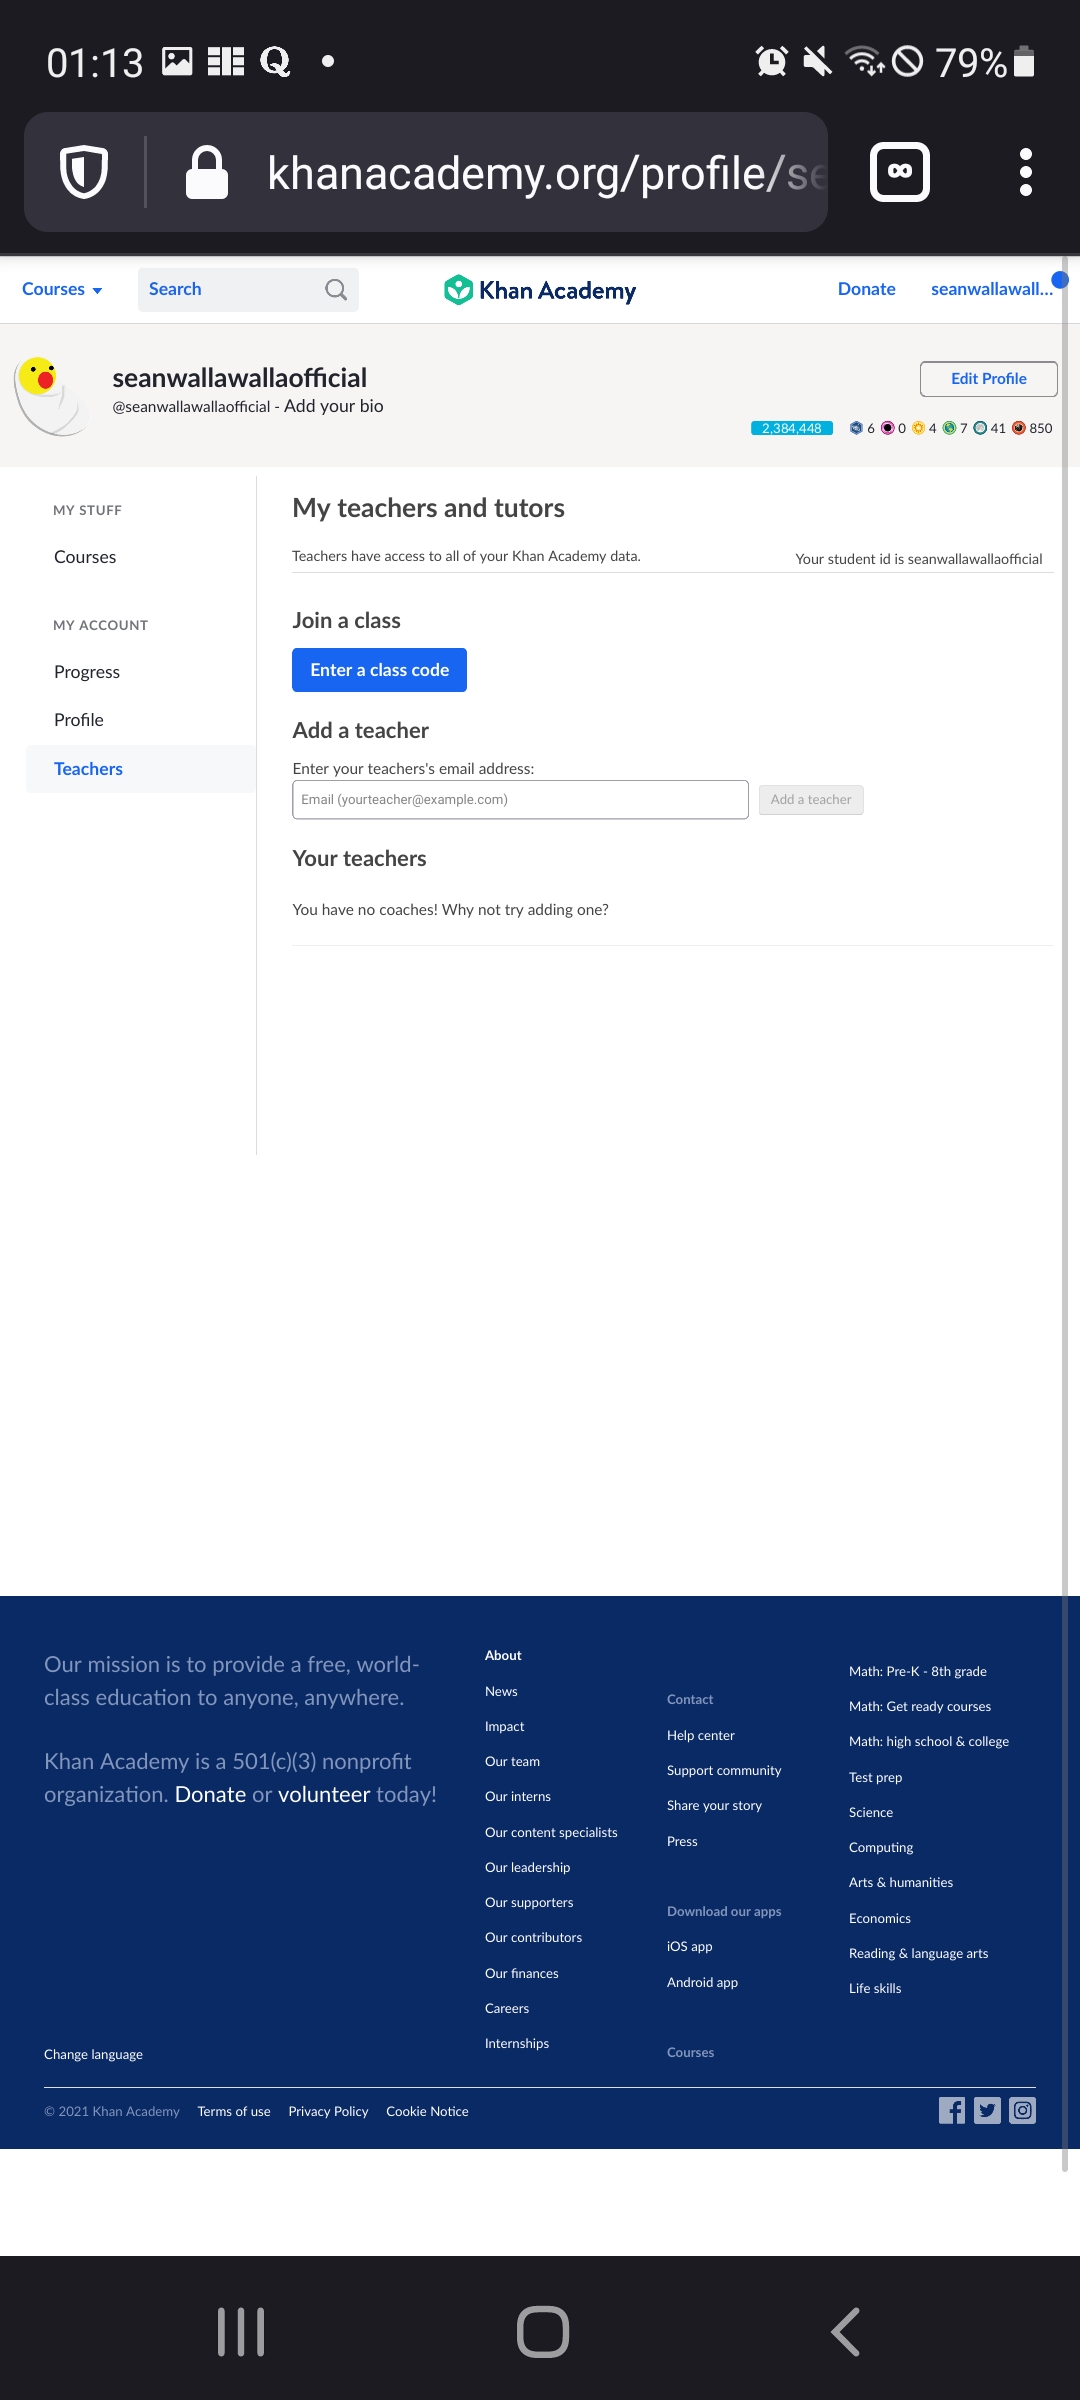 01:13
79%
khanacademy.org/profile/se
Courses
Search
Khan Academy
Donate
seanwallawall...
seanwallawallaofficial
@seanwallawallaofficial - Add your bio
Edit Profile
2,384,448 6 0 4 7 41 850
MY STUFF
Courses
MY ACCOUNT
Progress
Profile
Teachers
My teachers and tutors
Teachers have access to all of your Khan Academy data.
Your student id is seanwallawallaofficial
Join a class
Enter a class code
Add a teacher
Enter your teachers's email address:
Email (yourteacher@example.com)
Add a teacher
Your teachers
You have no coaches! Why not try adding one?
Our mission is to provide a free, world-
class education to anyone, anywhere.
Khan Academy is a 501(c)(3) nonprofit
organization. Donate or volunteer today!
Change language
About
News
Impact
Our team
Our interns
Our content specialists
Our leadership
Our supporters
Our contributors
Our finances
Careers
Internships
Contact
Help center
Support community
Share your story
Press
Download our apps
iOS app
Android app
Courses
Math: Pre-K - 8th grade
Math: Get ready courses
Math: high school & college
Test prep
Science
Computing
Arts & humanities
Economics
Reading & language arts
Life skills
© 2021 Khan Academy Terms of use Privacy Policy Cookie Notice